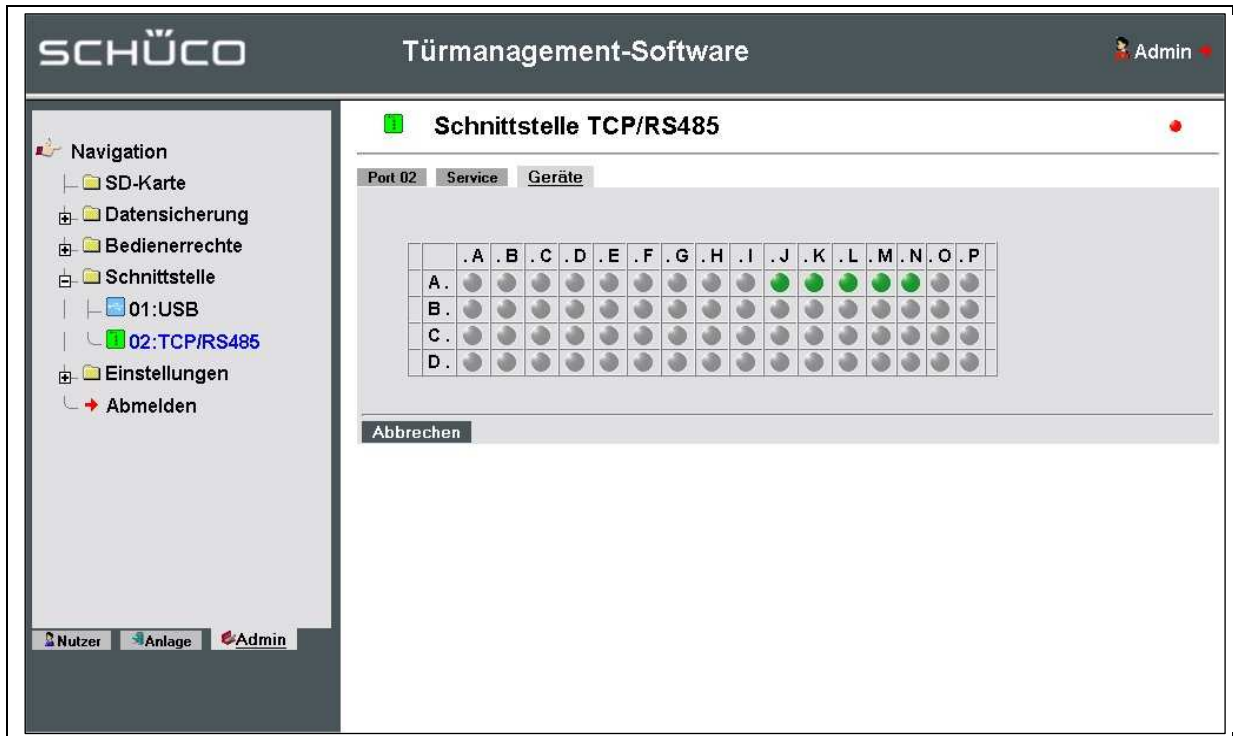 SCHÜCO
Türmanagement-Software
Admin
Navigation
SD-Karte
Datensicherung
Bedienerrechte
Schnittstelle
01:USB
02:TCP/RS485
Einstellungen
Abmelden
Nutzer Anlage Admin
Schnittstelle TCP/RS485
Port 02 Service Geräte
.A .B .C .D .E .F .G .H .I .J .K .L .M .N .O .P
A.
B.
C.
D.
Abbrechen